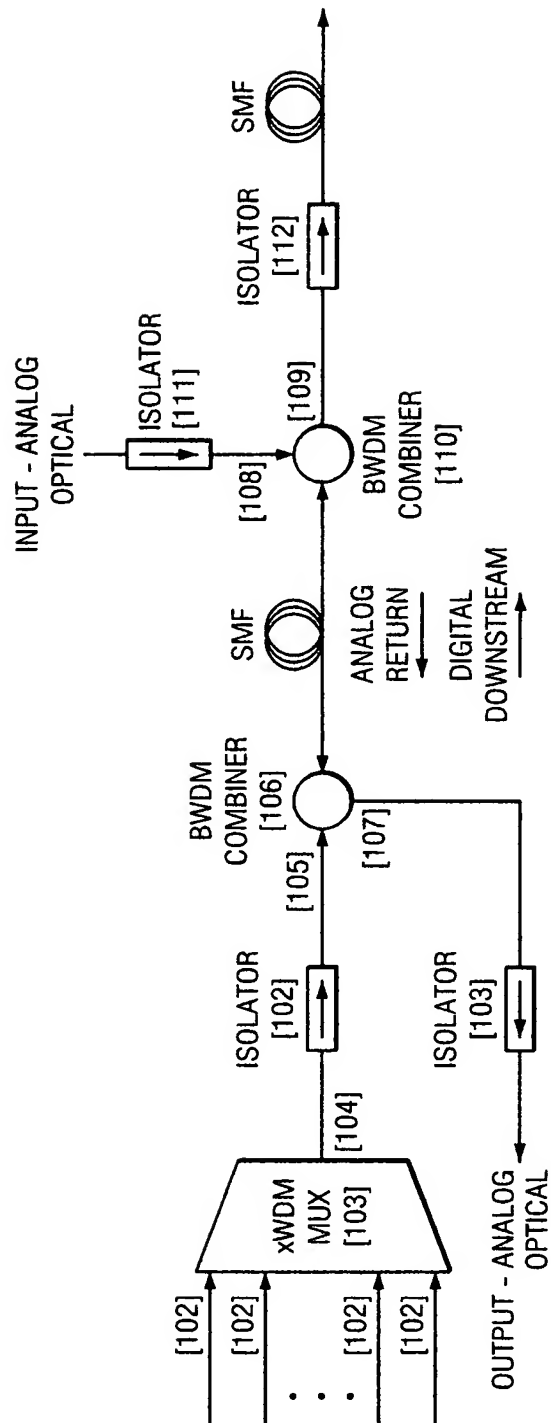 [102]
[102]
[102]
[102]
. . .
xWDM
MUX
[103]
[104]
ISOLATOR
[102]
[105]
BWDM
COMBINER
[106]
[107]
ISOLATOR
[103]
OUTPUT - ANALOG
OPTICAL
SMF
ANALOG
RETURN
DIGITAL
DOWNSTREAM
INPUT - ANALOG
OPTICAL
ISOLATOR
[111]
[108]
[109]
BWDM
COMBINER
[110]
ISOLATOR
[112]
SMF